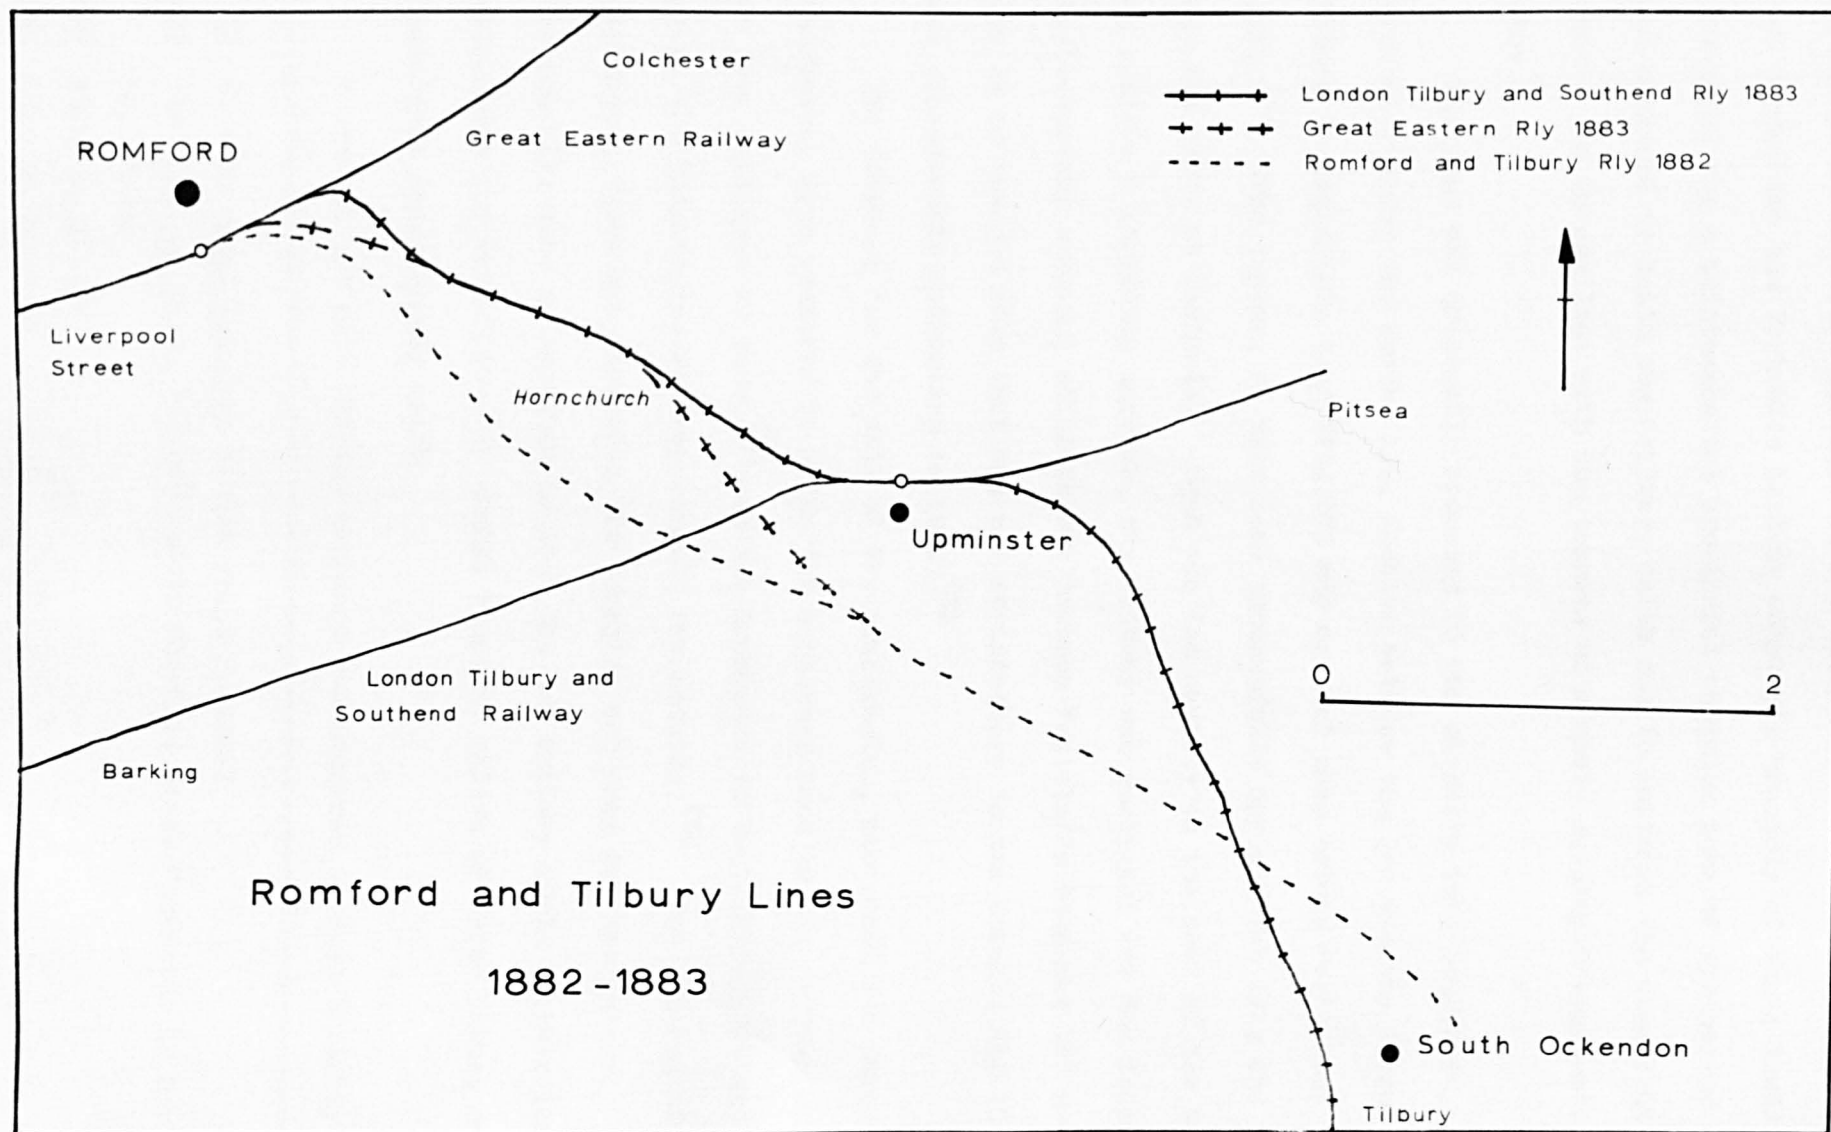 Colchester
Great Eastern Railway
ROMFORD
London Tilbury and Southend Rly 1883
Great Eastern Rly 1883
Romford and Tilbury Rly 1882
Liverpool
Street
Hornchurch
Pitsea
Upminster
London Tilbury and
Southend Railway
Barking
0
2
Romford and Tilbury Lines
1882-1883
South Ockendon
Tilbury